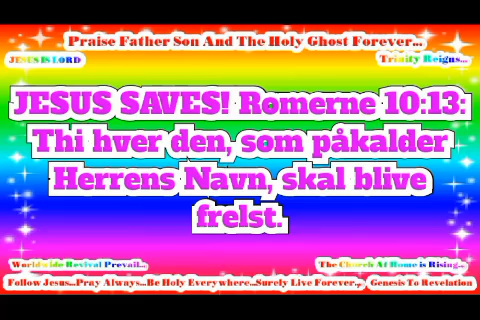 Praise Father Son And The Holy Ghost Forever...
JESUS IS LORD
Trinity Reigns...
JESUS SAVES! Romerne 10:13:
Thi hver den, som påkalder
Herrens Navn, skal blive
frelst.
Worldwide Revival Prevail...
The Church At Home is Rising...
Follow Jesus...Pray Always...Be Holy Everywhere...Surely Live Forever...
Genesis To Revelation